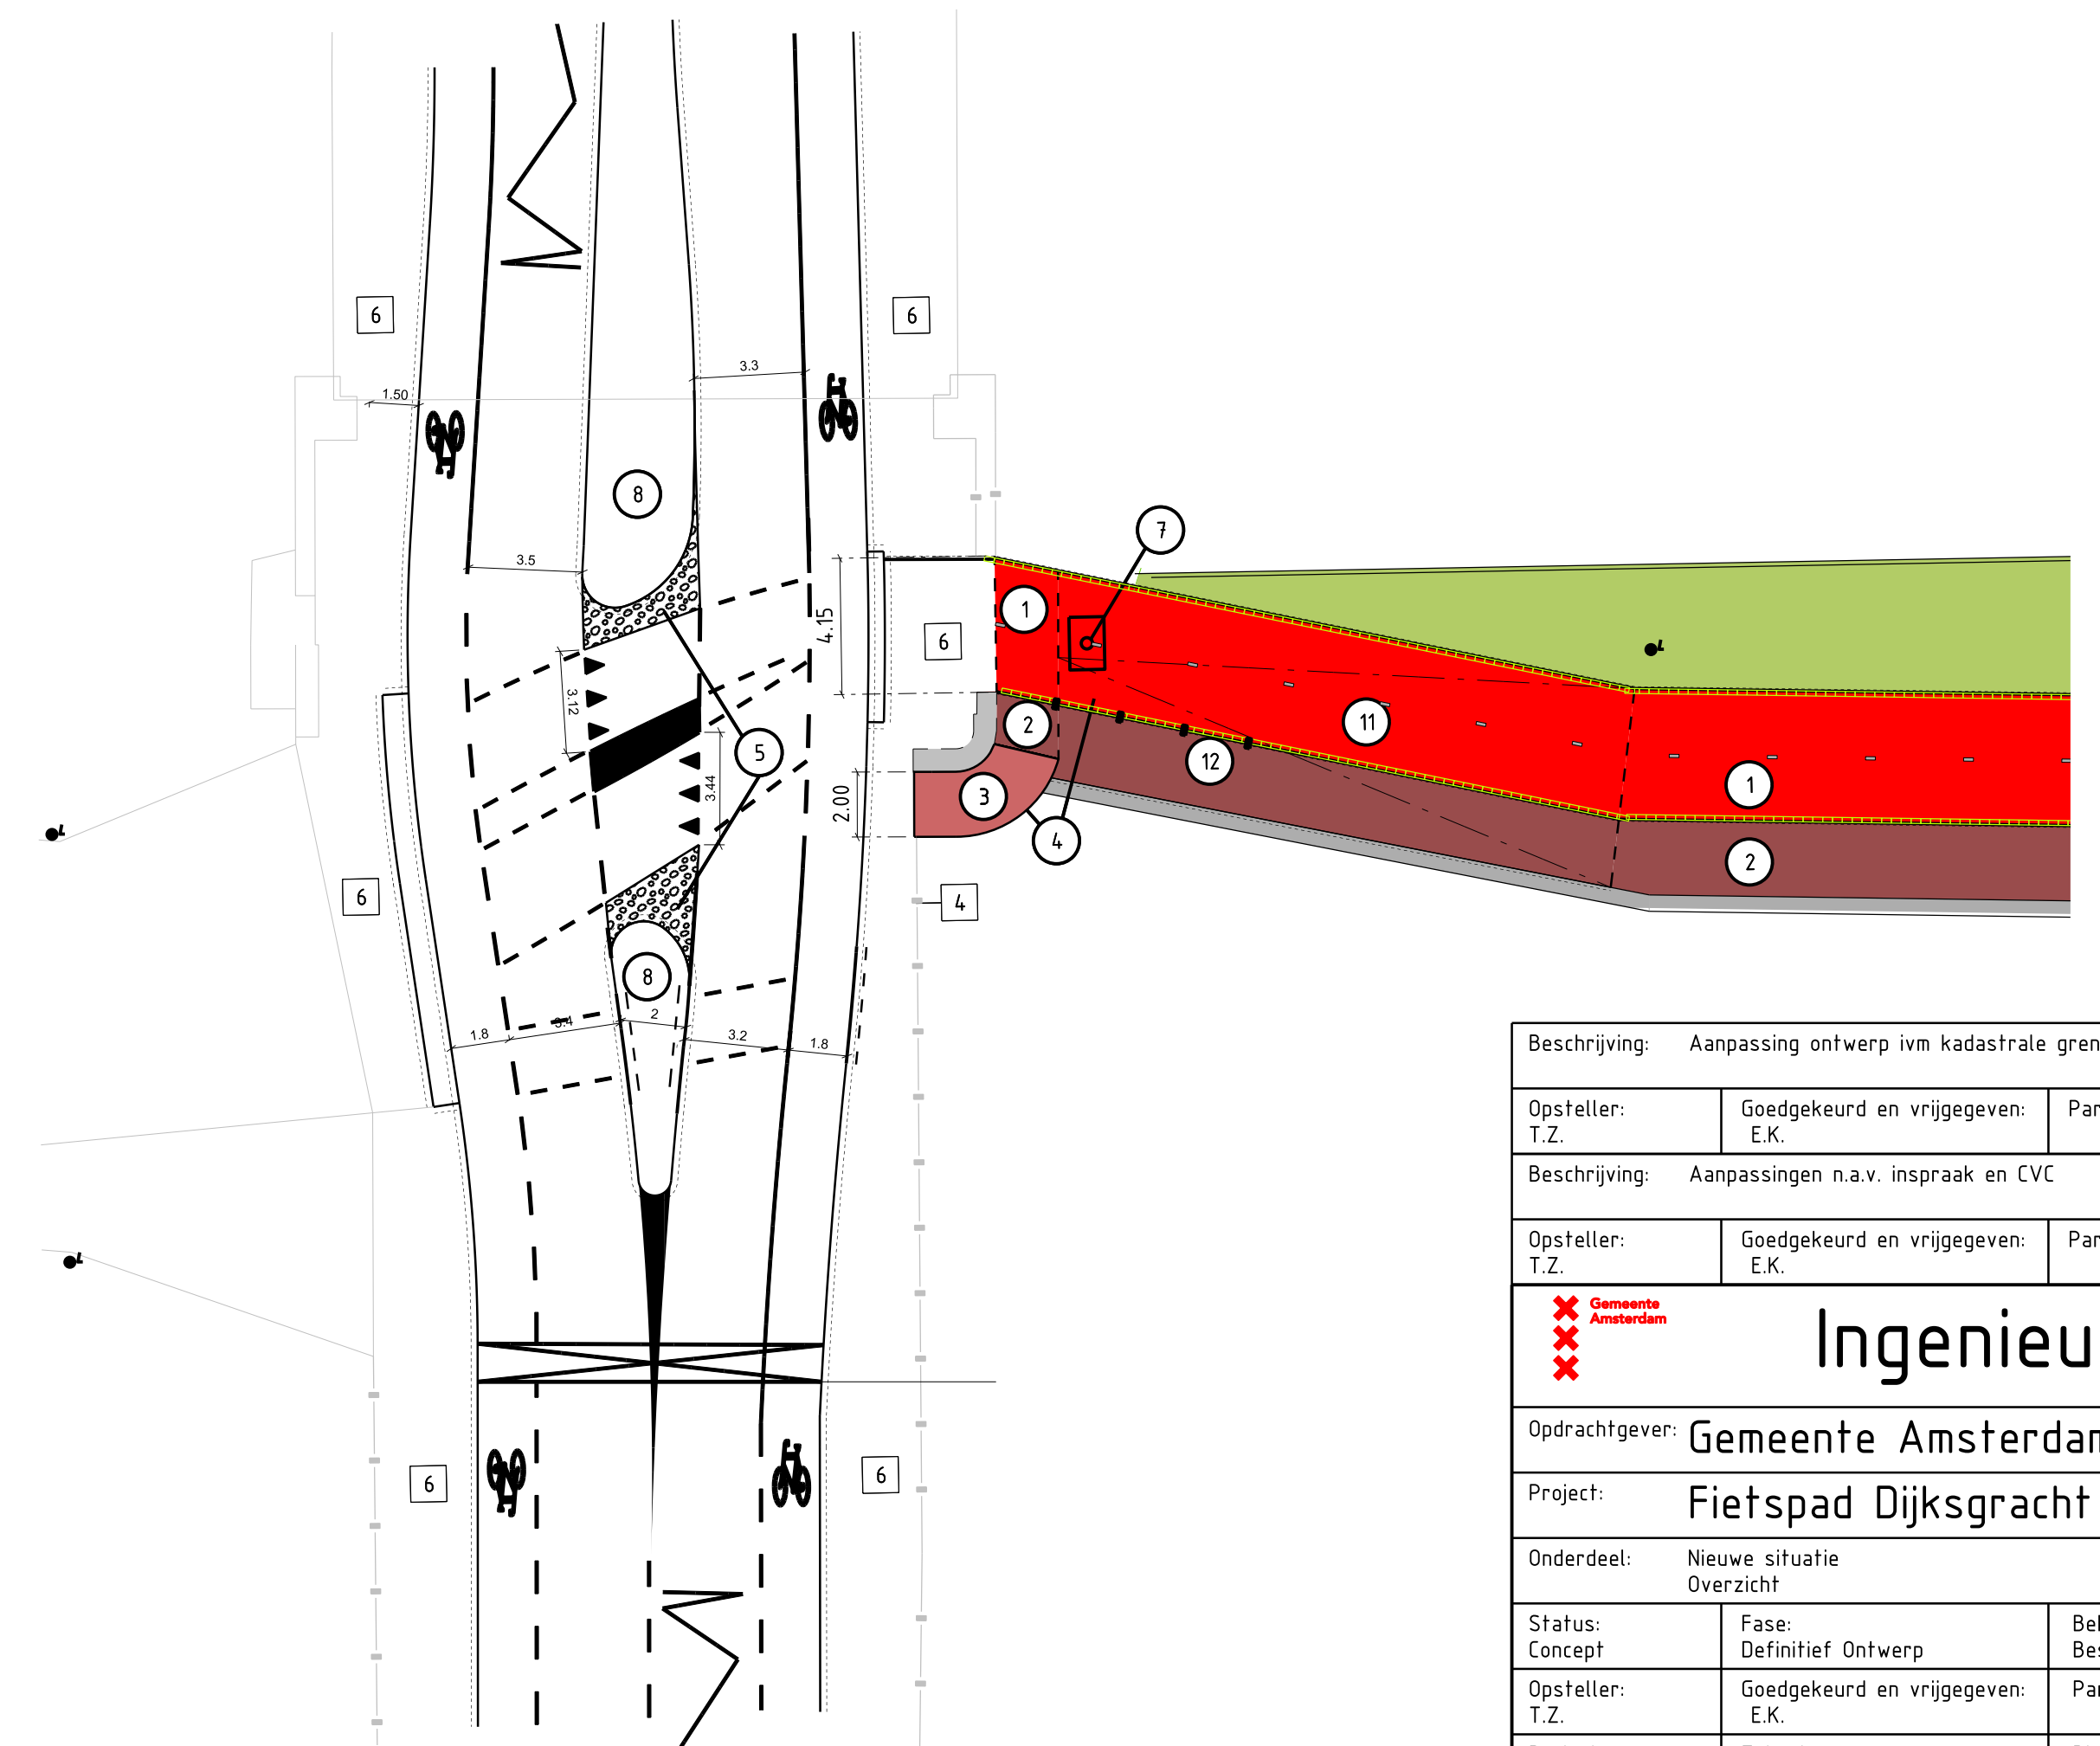 6
6
3.3
1.50
8
7
3.5
1
4.15
6
3.12
11
2
5
12
3.44
1
3
2.00
4
2
6
4
8
2
3.4
1.8
3.2
1.8
Beschrijving: Aanpassing ontwerp ivm kadastrale gren
Opsteller: Goedgekeurd en vrijgegeven: Par
T.Z. E.K.
Beschrijving: Aanpassingen n.a.v. inspraak en CVC
Opsteller: Goedgekeurd en vrijgegeven: Par
T.Z. E.K.
Gemeente
Amsterdam
Ingenieu
Opdrachtgever: Gemeente Amsterdam
6
6
Project: Fietspad Dijksgracht
Onderdeel: Nieuwe situatie
Overzicht
Status: Fase:
Concept Definitief Ontwerp Bes
Opsteller: Goedgekeurd en vrijgegeven: Par
T.Z. E.K.